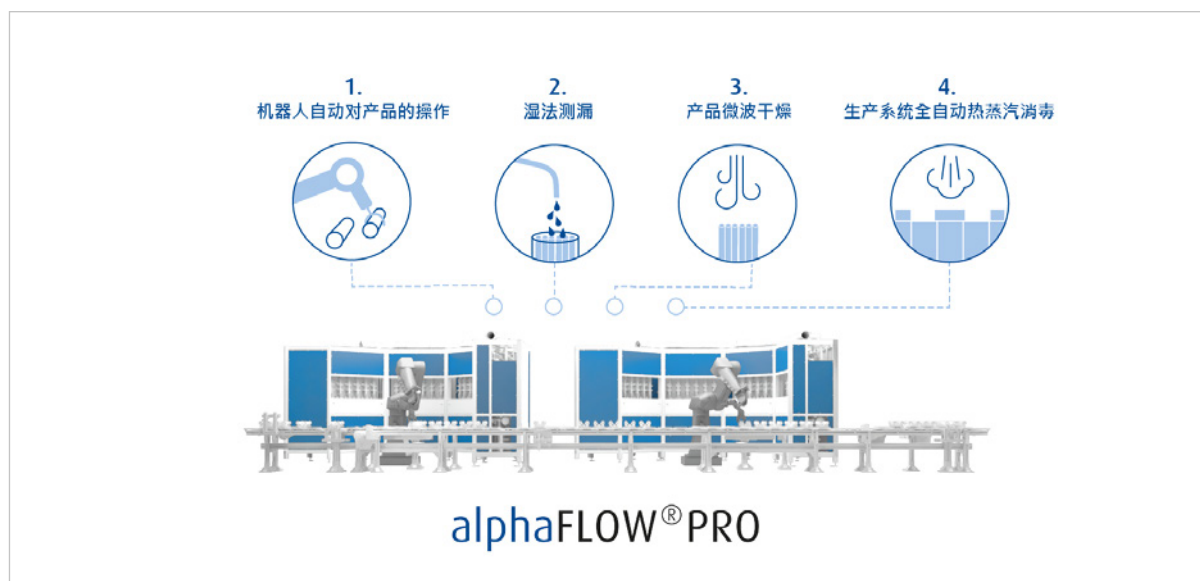 1.
机器人自动对产品的操作
2.
湿法测漏
3.
产品微波干燥
4.
生产系统全自动热蒸汽消毒
alphaFLOW®PRO